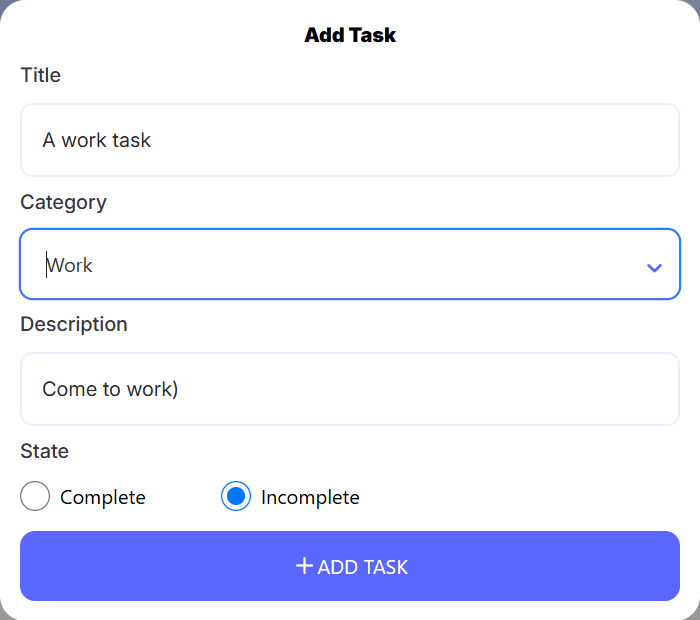 Add Task
Title
A work task
Category
Work
Description
Come to work)
State
Complete Incomplete
+ ADD TASK